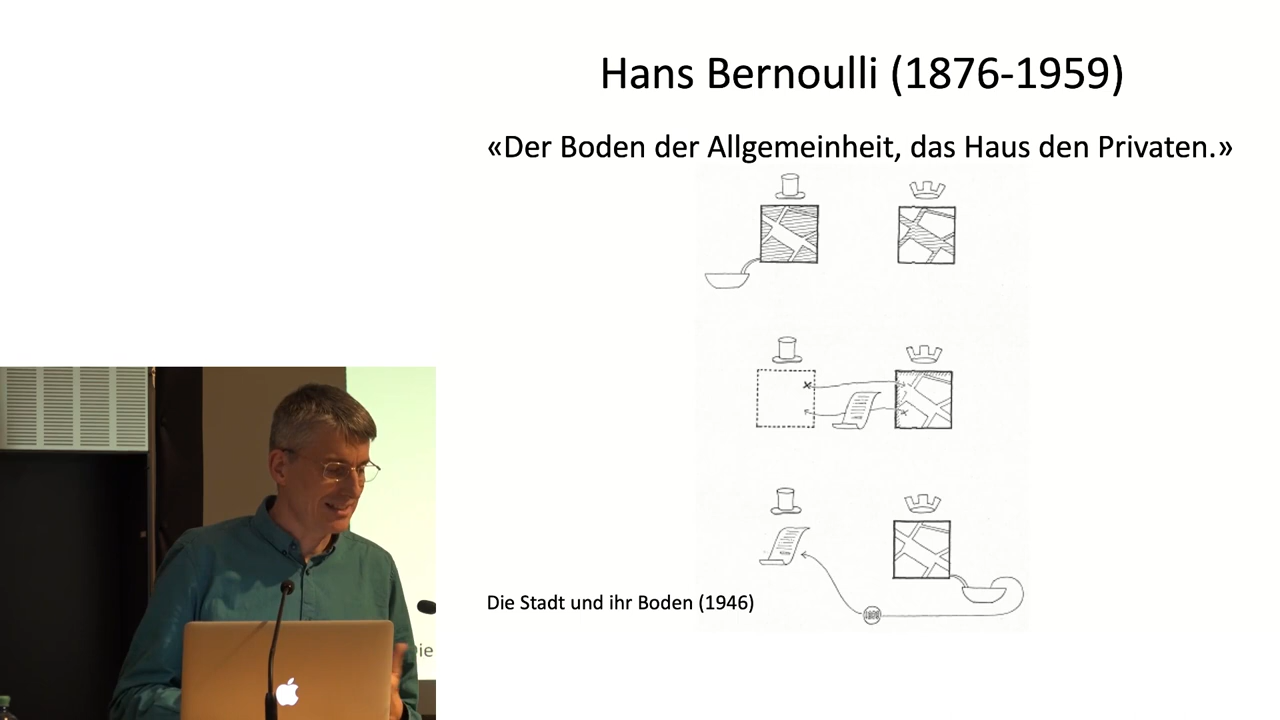 Hans Bernoulli (1876-1959)
«Der Boden der Allgemeinheit, das Haus den Privaten.»
Die Stadt und ihr Boden (1946)